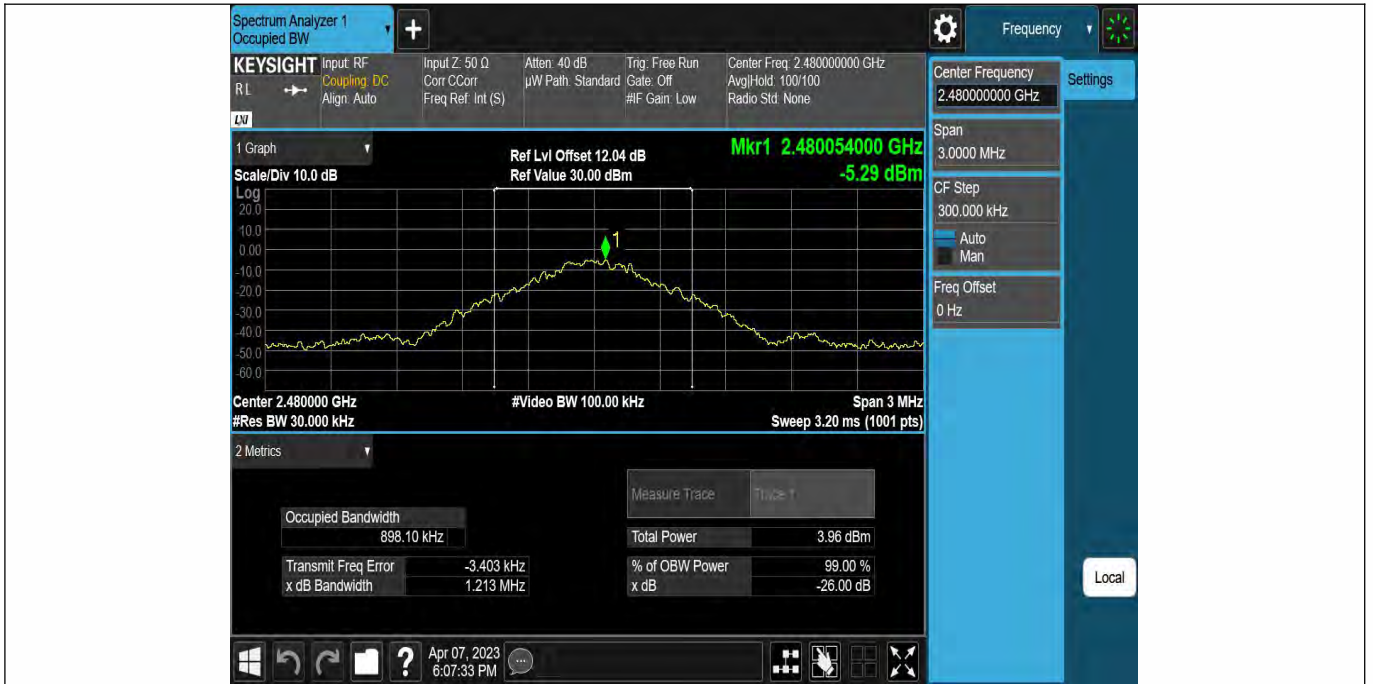 Spectrum Analyzer 1
Occupied BW
+
Frequency
KEYSIGHT
R L
LXI
Input: RF
Coupling: DC
Align: Auto
Input Z: 50 Ω
Corr CCorr
Freq Ref: Int (S)
Atten: 40 dB
µW Path: Standard
Trig: Free Run
Gate: Off
#IF Gain: Low
Center Freq: 2.480000000 GHz
Avg|Hold: 100/100
Radio Std: None
Center Frequency
2.480000000 GHz
Settings
Span
3.0000 MHz
CF Step
300.000 kHz
Auto
Man
Freq Offset
0 Hz
Local
1 Graph
Scale/Div 10.0 dB
Ref Lvl Offset 12.04 dB
Ref Value 30.00 dBm
Mkr1 2.480054000 GHz
-5.29 dBm
Log
20.0
10.0
0.00
-10.0
-20.0
-30.0
-40.0
-50.0
-60.0
1
Center 2.480000 GHz
#Res BW 30.000 kHz
#Video BW 100.00 kHz
Span 3 MHz
Sweep 3.20 ms (1001 pts)
2 Metrics
Measure Trace
Trace 1
Occupied Bandwidth
898.10 kHz
Total Power
3.96 dBm
Transmit Freq Error
-3.403 kHz
% of OBW Power
99.00 %
x dB Bandwidth
1.213 MHz
x dB
-26.00 dB
?
Apr 07, 2023
6:07:33 PM